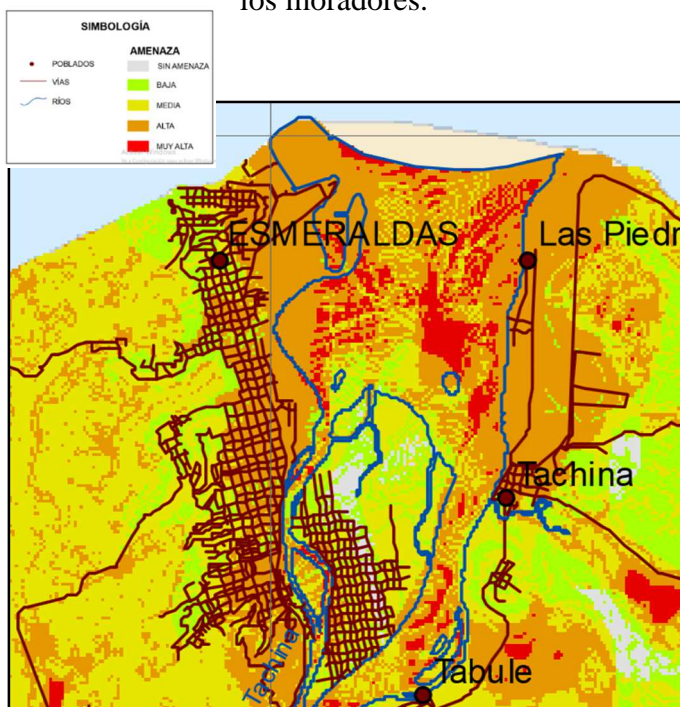 los moradores.
SIMBOLOGÍA
AMENAZA
POBLADOS
SIN AMENAZA
VÍAS
BAJA
RÍOS
MEDIA
ALTA
MUY ALTA
ESMERALDAS
Las Piedr
Tachina
Tachina
Tabule